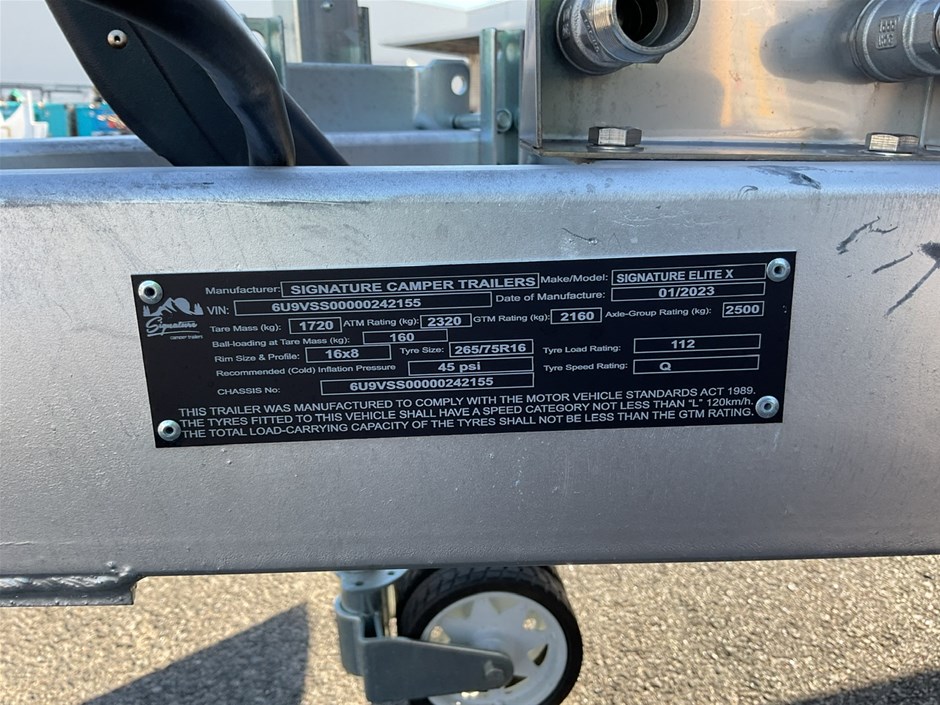 Manufacturer: SIGNATURE CAMPER TRAILERS Make/Model: SIGNATURE ELITE X
VIN: 6U9VSS00000242155 Date of Manufacture: 01/2023
Signature
camper trailers
Tare Mass (kg): 1720 ATM Rating (kg): 2320 GTM Rating (kg): 2160 Axle-Group Rating (kg): 2500
Ball-loading at Tare Mass (kg): 160
Rim Size & Profile: 16x8 Tyre Size: 265/75R16 Tyre Load Rating: 112
Recommended (Cold) Inflation Pressure 45 psi Tyre Speed Rating: Q
CHASSIS No: 6U9VSS00000242155
THIS TRAILER WAS MANUFACTURED TO COMPLY WITH THE MOTOR VEHICLE STANDARDS ACT 1989.
THE TYRES FITTED TO THIS VEHICLE SHALL HAVE A SPEED CATEGORY NOT LESS THAN "L" 120km/h.
THE TOTAL LOAD-CARRYING CAPACITY OF THE TYRES SHALL NOT BE LESS THAN THE GTM RATING.